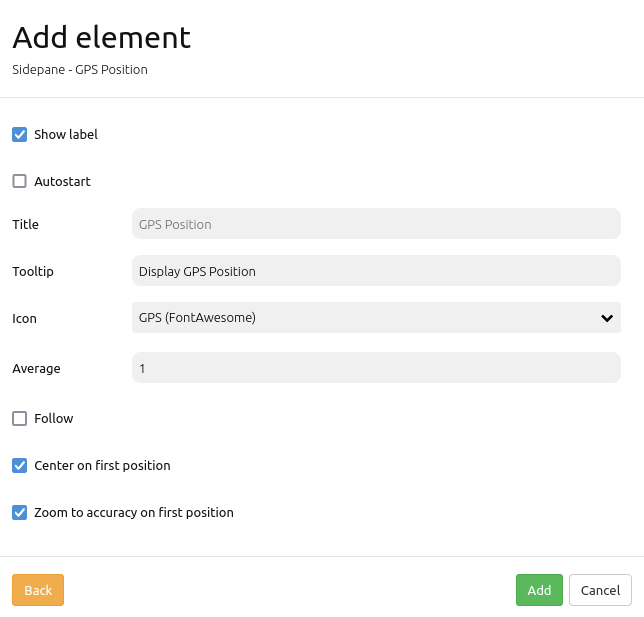 Add element
Sidepane - GPS Position
Show label
Autostart
Title
GPS Position
Tooltip
Display GPS Position
Icon
GPS (FontAwesome)
Average
1
Follow
Center on first position
Zoom to accuracy on first position
Back
Add
Cancel